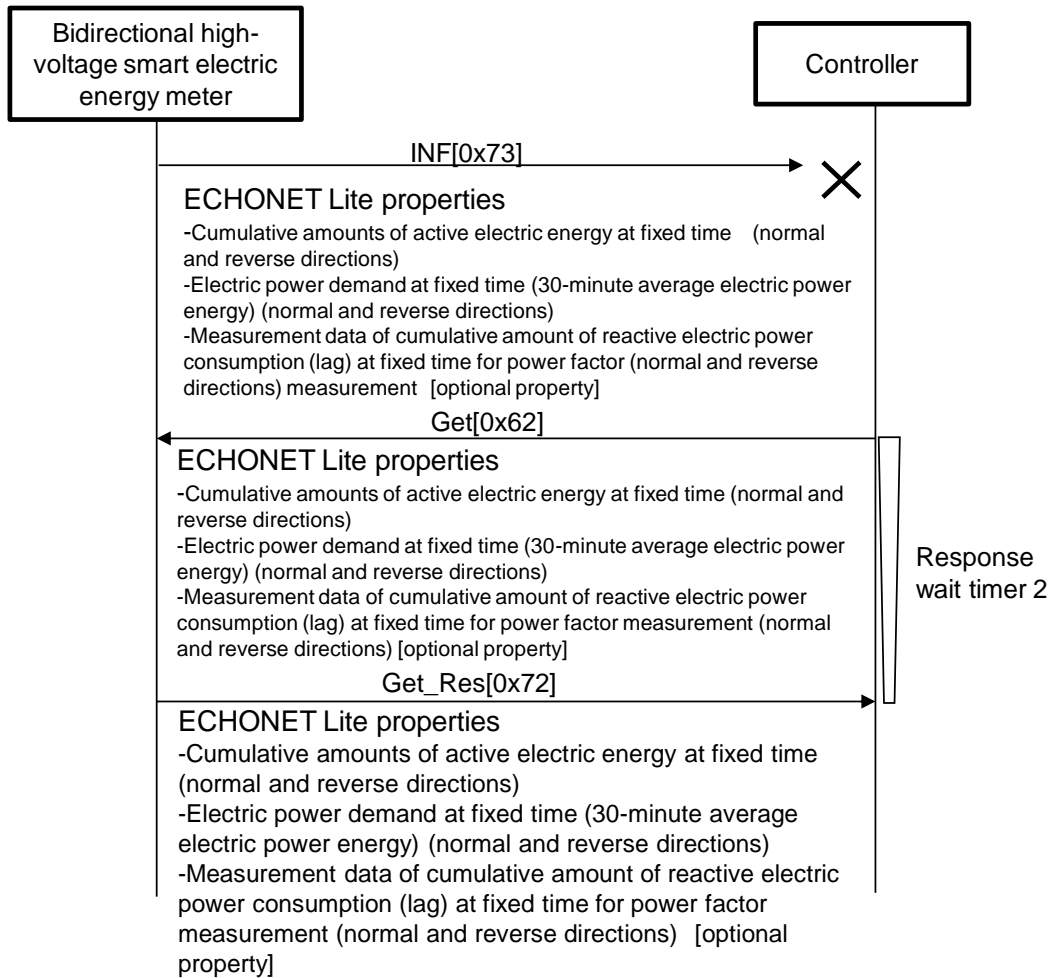 Bidirectional high-
voltage smart electric
energy meter
Controller
INF[0x73]
ECHONET Lite properties
-Cumulative amounts of active electric energy at fixed time (normal
and reverse directions)
-Electric power demand at fixed time (30-minute average electric power
energy) (normal and reverse directions)
-Measurement data of cumulative amount of reactive electric power
consumption (lag) at fixed time for power factor (normal and reverse
directions) measurement [optional property]
Get[0x62]
ECHONET Lite properties
-Cumulative amounts of active electric energy at fixed time (normal and
reverse directions)
-Electric power demand at fixed time (30-minute average electric power
energy) (normal and reverse directions)
-Measurement data of cumulative amount of reactive electric power
consumption (lag) at fixed time for power factor measurement (normal
and reverse directions) [optional property]
Response
wait timer 2
Get_Res[0x72]
ECHONET Lite properties
-Cumulative amounts of active electric energy at fixed time
(normal and reverse directions)
-Electric power demand at fixed time (30-minute average
electric power energy) (normal and reverse directions)
-Measurement data of cumulative amount of reactive electric
power consumption (lag) at fixed time for power factor
measurement (normal and reverse directions) [optional
property]